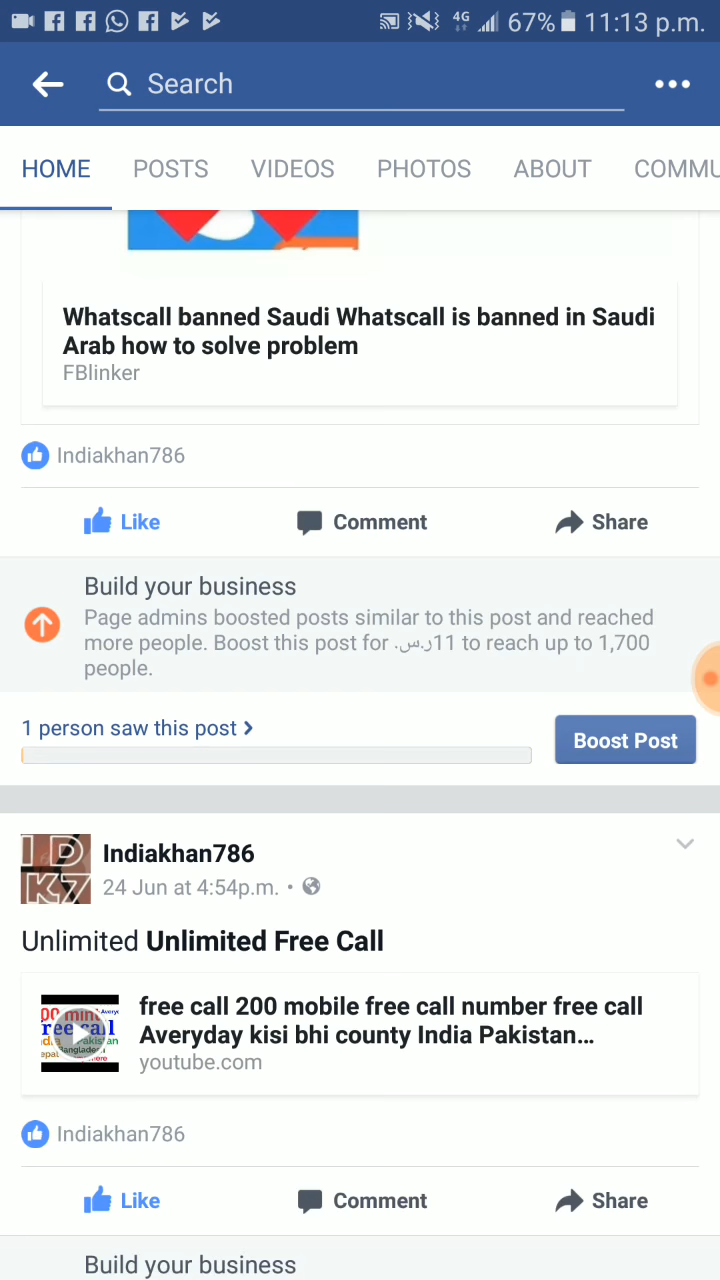 4G 67% 11:13 p.m.
Search
HOME POSTS VIDEOS PHOTOS ABOUT COMMU
Whatscall banned Saudi Whatscall is banned in Saudi
Arab how to solve problem
FBlinker
Indiakhan786
Like Comment Share
Build your business
Page admins boosted posts similar to this post and reached
more people. Boost this post for ر.س.11 to reach up to 1,700
people.
1 person saw this post
Boost Post
Indiakhan786
24 Jun at 4:54p.m.
Unlimited Unlimited Free Call
free call 200 mobile free call number free call
Averyday kisi bhi county India Pakistan...
youtube.com
Indiakhan786
Like Comment Share
Build your business